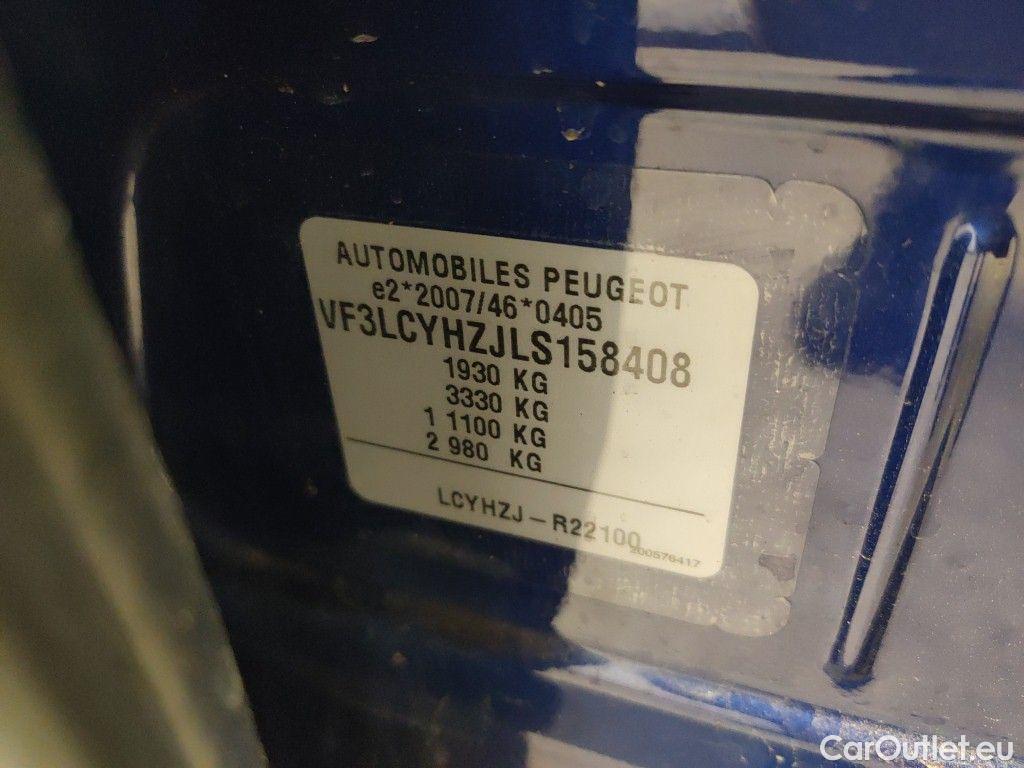 AUTOMOBILES PEUGEOT
e2*2007/46*0405
VF3LCYHZJLS158408
1930 KG
3330 KG
1 1100 KG
2 980 KG
LCYHZJ – R22100
200576417
CarOutlet.eu